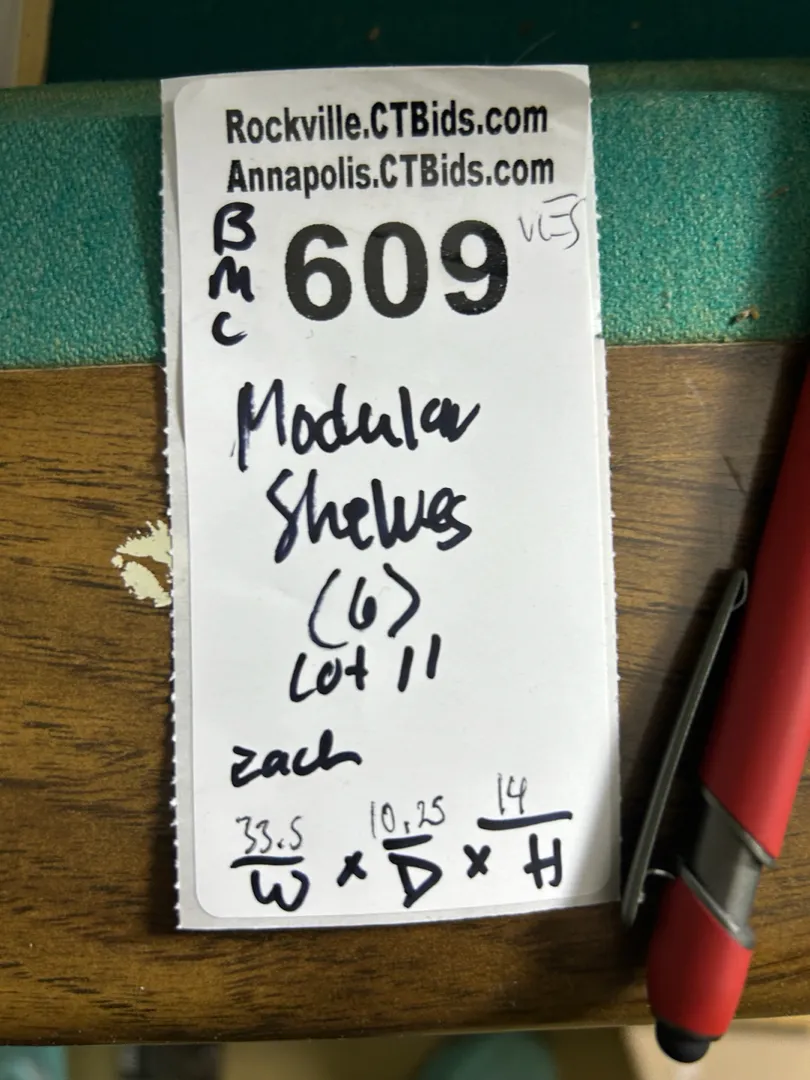 Rockville.CTBids.com
Annapolis.CTBids.com
B
M
C
609
Modular
Shelves
(6)
Lot 11
Zach
33.5 10.25 14
W x D x H